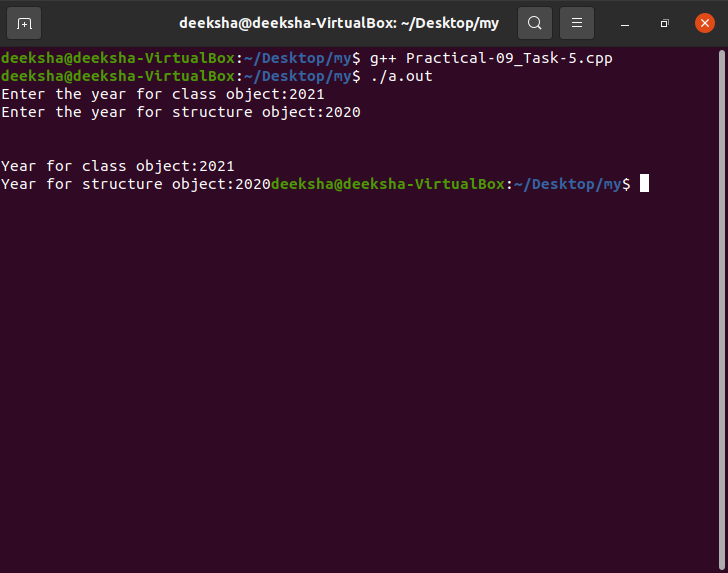 deeksha@deeksha-VirtualBox: ~/Desktop/my
deeksha@deeksha-VirtualBox:~/Desktop/my$ g++ Practical-09_Task-5.cpp
deeksha@deeksha-VirtualBox:~/Desktop/my$ ./a.out
Enter the year for class object:2021
Enter the year for structure object:2020
Year for class object:2021
Year for structure object:2020deeksha@deeksha-VirtualBox:~/Desktop/my$